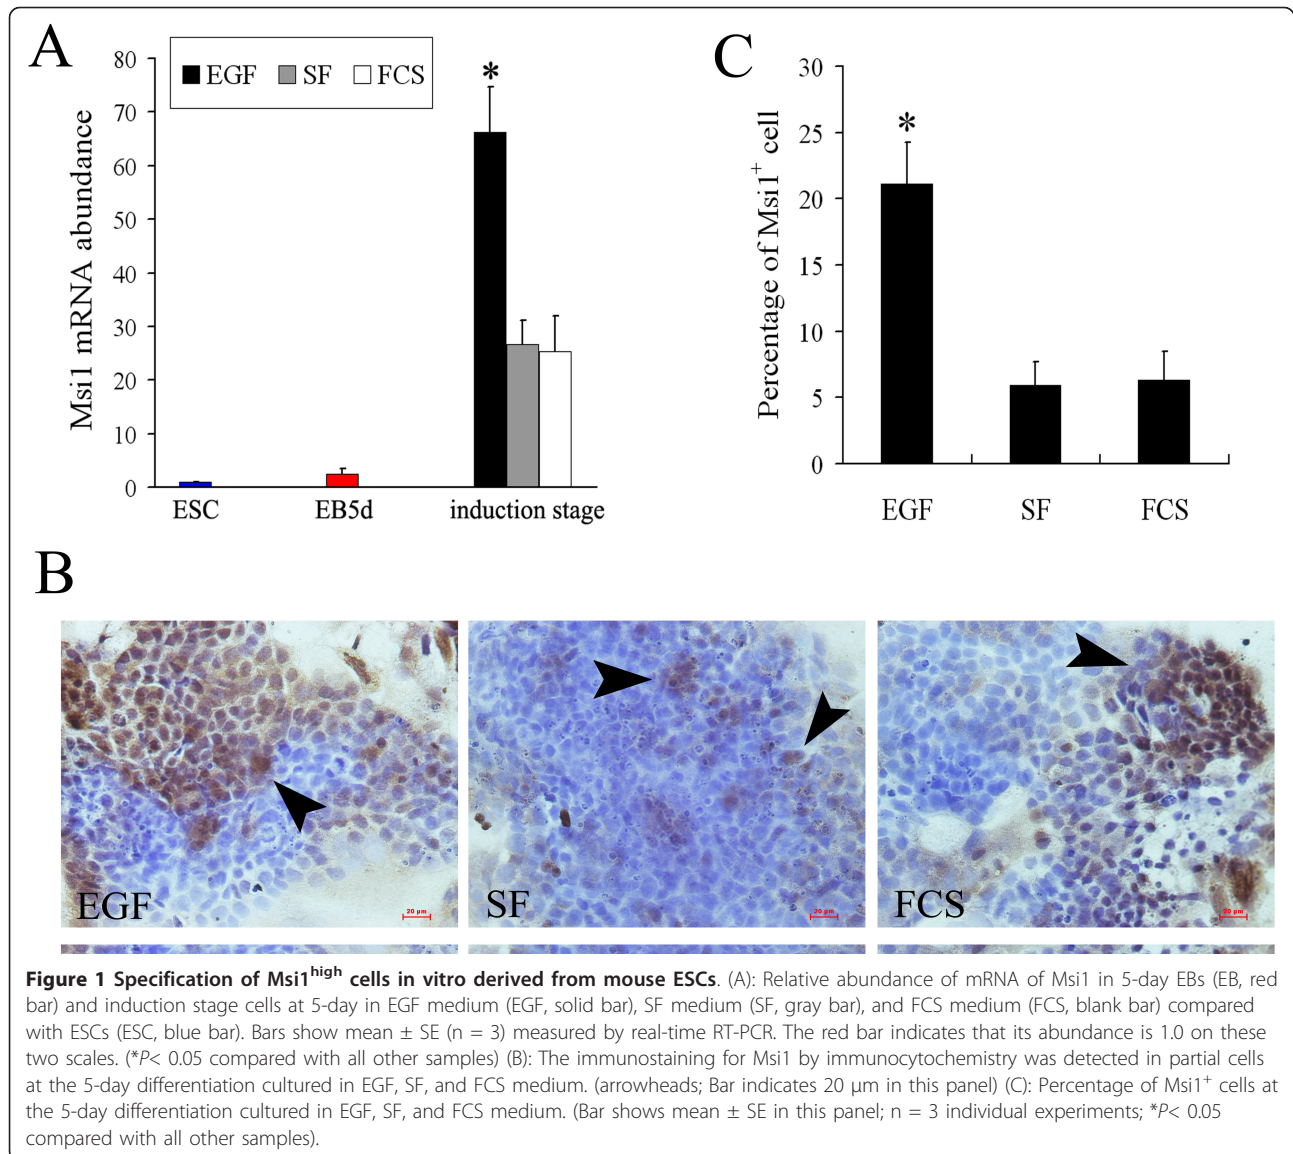 A
Msi1 mRNA abundance
80
70
60
50
40
30
20
10
0
EGF SF FCS
*
ESC EB5d induction stage
C
Percentage of Msi1+ cell
30
25
20
15
10
5
0
*
EGF SF FCS
B
EGF
20 µm
SF
20 µm
FCS
20 µm
Figure 1 Specification of Msi1high cells in vitro derived from mouse ESCs. (A): Relative abundance of mRNA of Msi1 in 5-day EBs (EB, red
bar) and induction stage cells at 5-day in EGF medium (EGF, solid bar), SF medium (SF, gray bar), and FCS medium (FCS, blank bar) compared
with ESCs (ESC, blue bar). Bars show mean ± SE (n = 3) measured by real-time RT-PCR. The red bar indicates that its abundance is 1.0 on these
two scales. (*P< 0.05 compared with all other samples) (B): The immunostaining for Msi1 by immunocytochemistry was detected in partial cells
at the 5-day differentiation cultured in EGF, SF, and FCS medium. (arrowheads; Bar indicates 20 μm in this panel) (C): Percentage of Msi1+ cells at
the 5-day differentiation cultured in EGF, SF, and FCS medium. (Bar shows mean ± SE in this panel; n = 3 individual experiments; *P< 0.05
compared with all other samples).